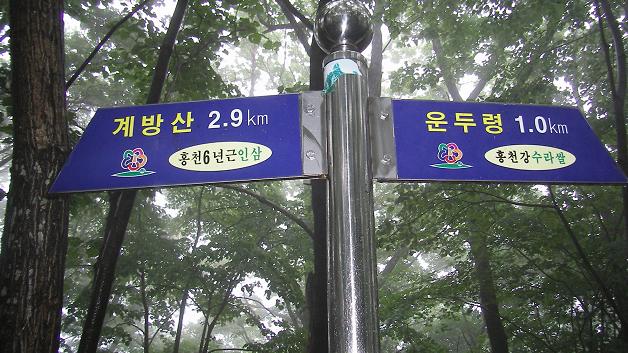 계방산 2.9km
홍천6년근인삼
운두령 1.0km
홍천강수라쌀